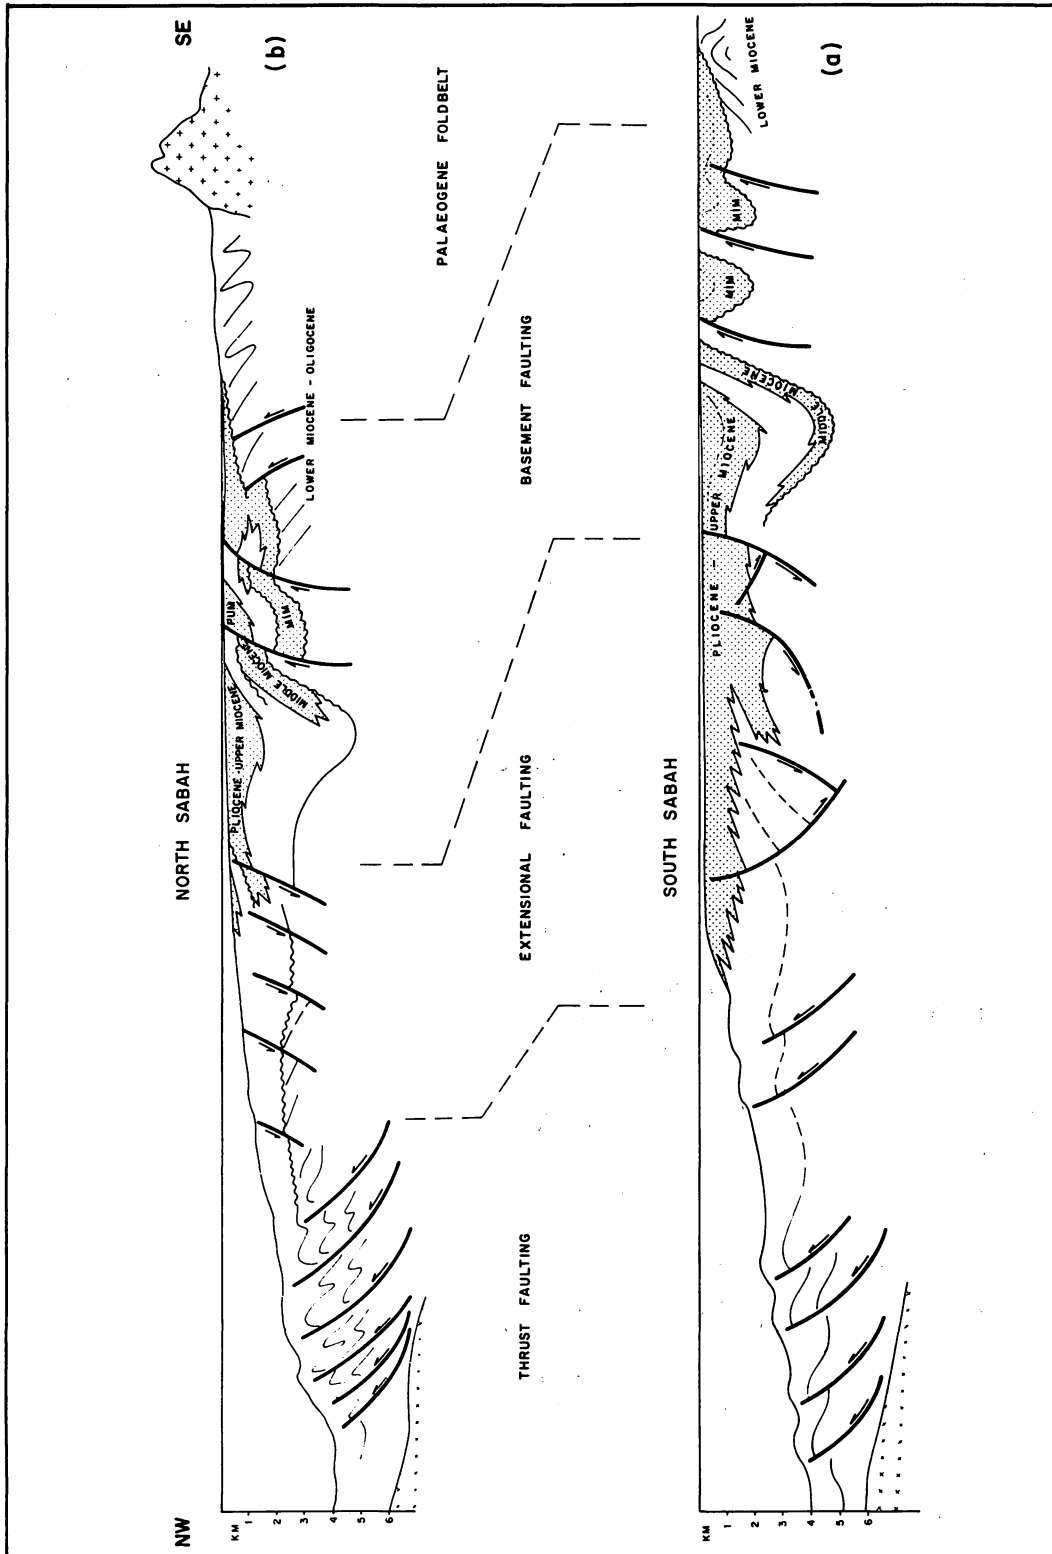 NW
SE
NORTH SABAH
(b)
KM
1
2
3
4
5
6
PLIOCENE-UPPER MIOCENE
PUM
MIDDLE MIOCENE
MIM
LOWER MIOCENE - OLIGOCENE
THRUST FAULTING
EXTENSIONAL FAULTING
BASEMENT FAULTING
PALAEOGENE FOLDBELT
SOUTH SABAH
(a)
KM
1
2
3
4
5
6
PLIOCENE - UPPER MIOCENE
MIDDLE MIOCENE
MIM
MIM
LOWER MIOCENE